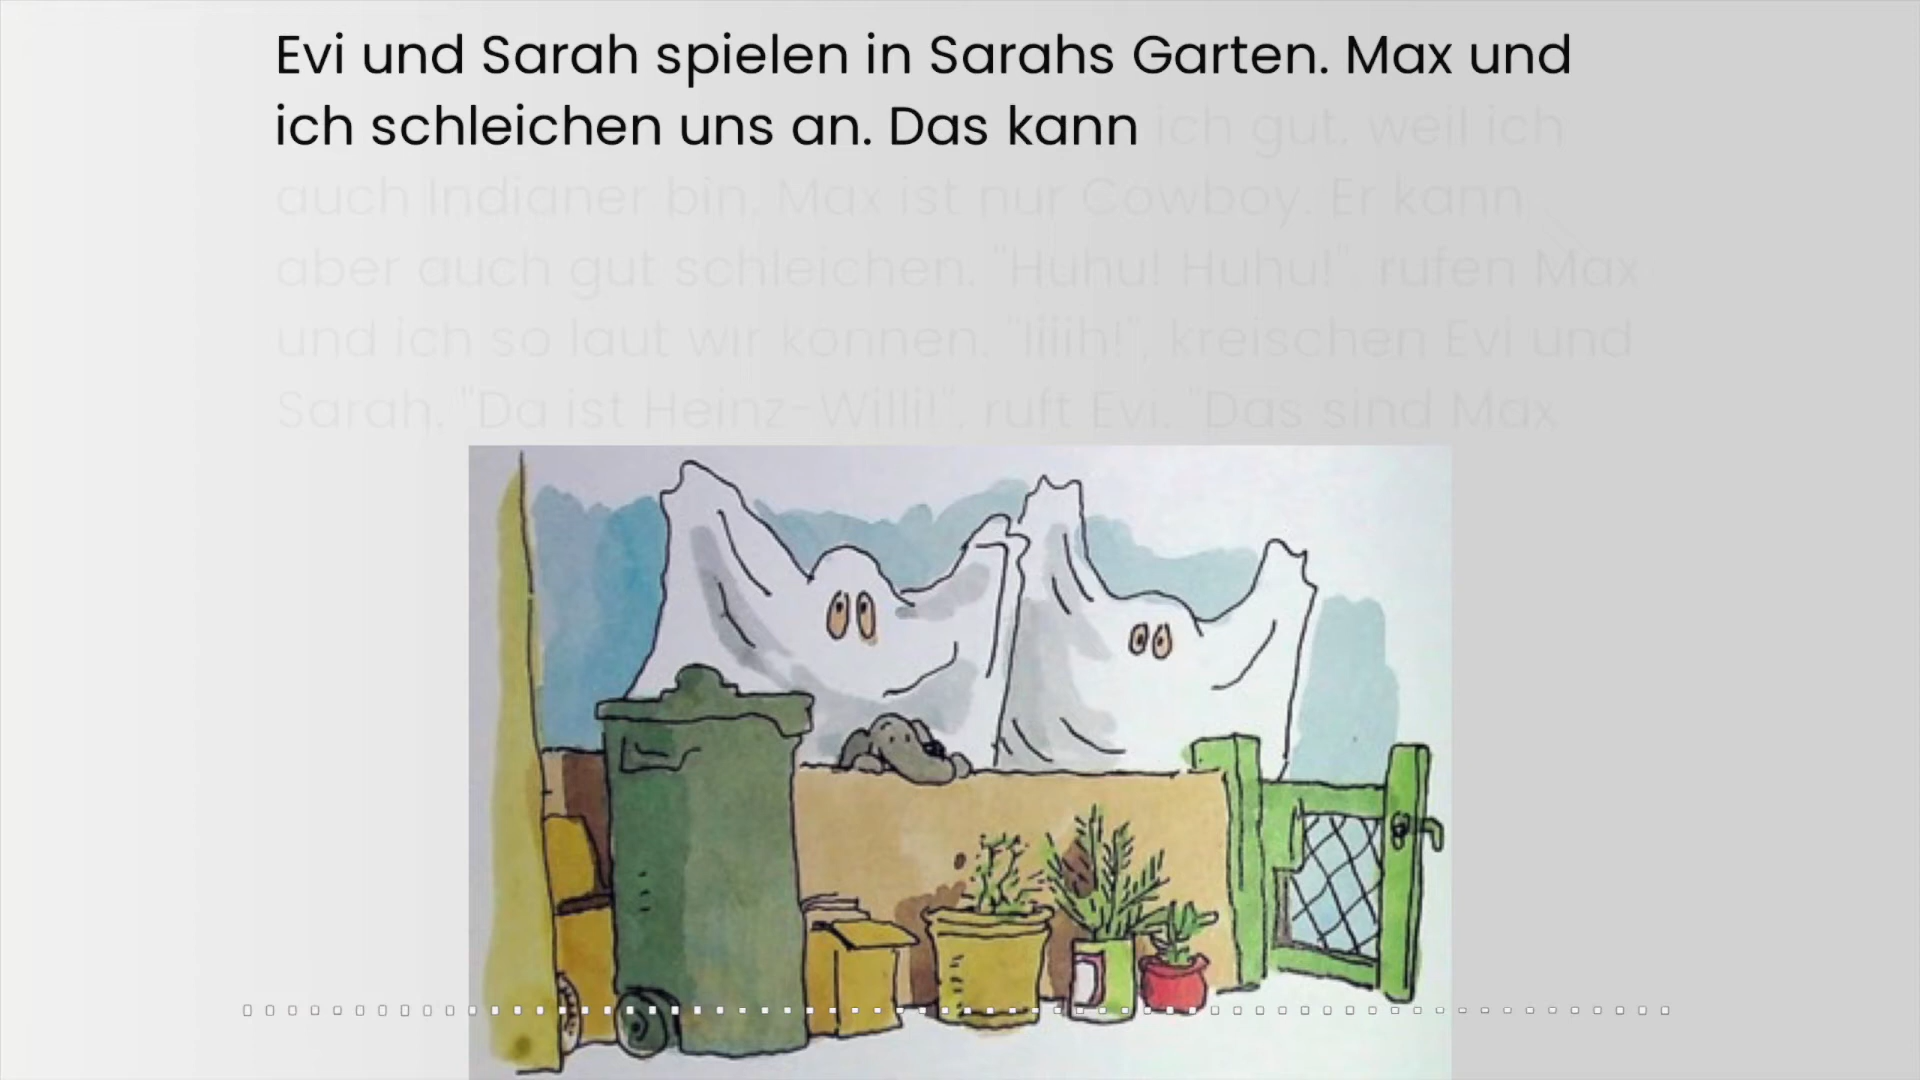 Evi und Sarah spielen in Sarahs Garten. Max und
ich schleichen uns an. Das kann ich gut, weil ich
auch Indianer bin. Max ist nur Cowboy. Er kann
aber auch gut schleichen. "Huhu! Huhu!", rufen Max
und ich so laut wir können. "Iiiih!", kreischen Evi und
Sarah. "Da ist Heinz-Willi!", ruft Evi. "Das sind Max